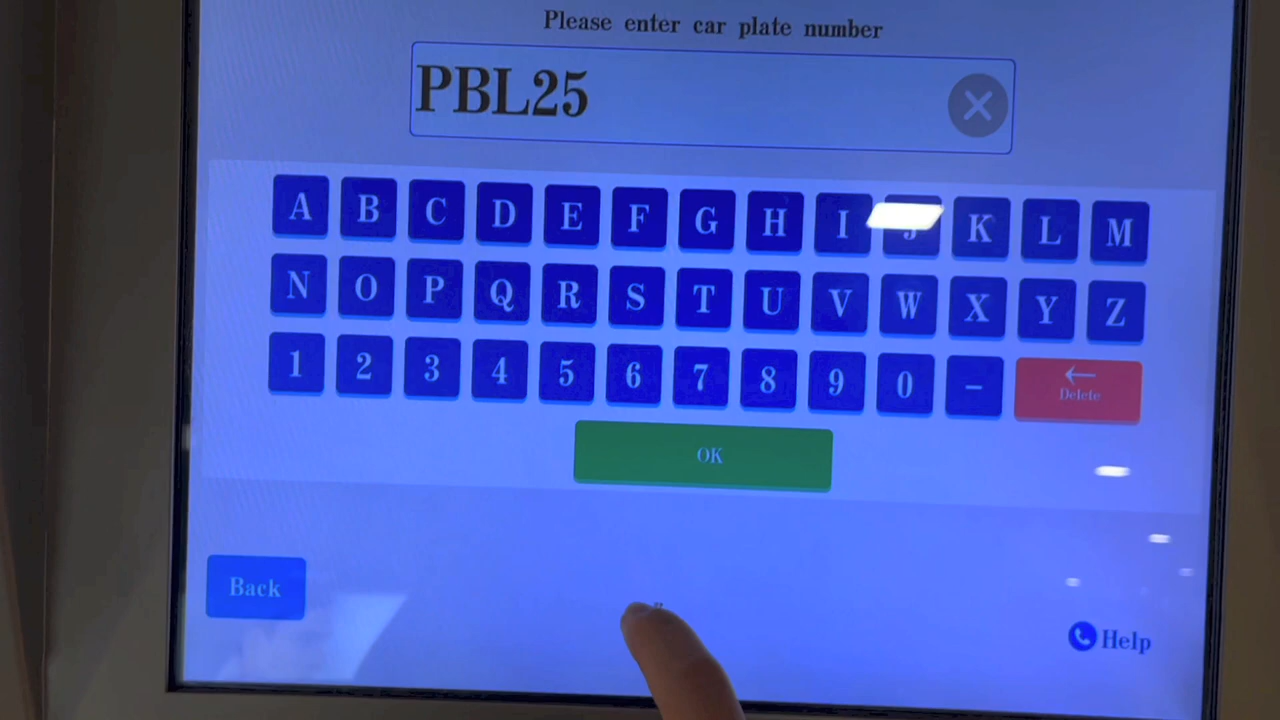 Please enter car plate number
PBL25
A B C D E F G H I J K L M
N O P Q R S T U V W X Y Z
1 2 3 4 5 6 7 8 9 0 - ← Delete
OK
Back
Help